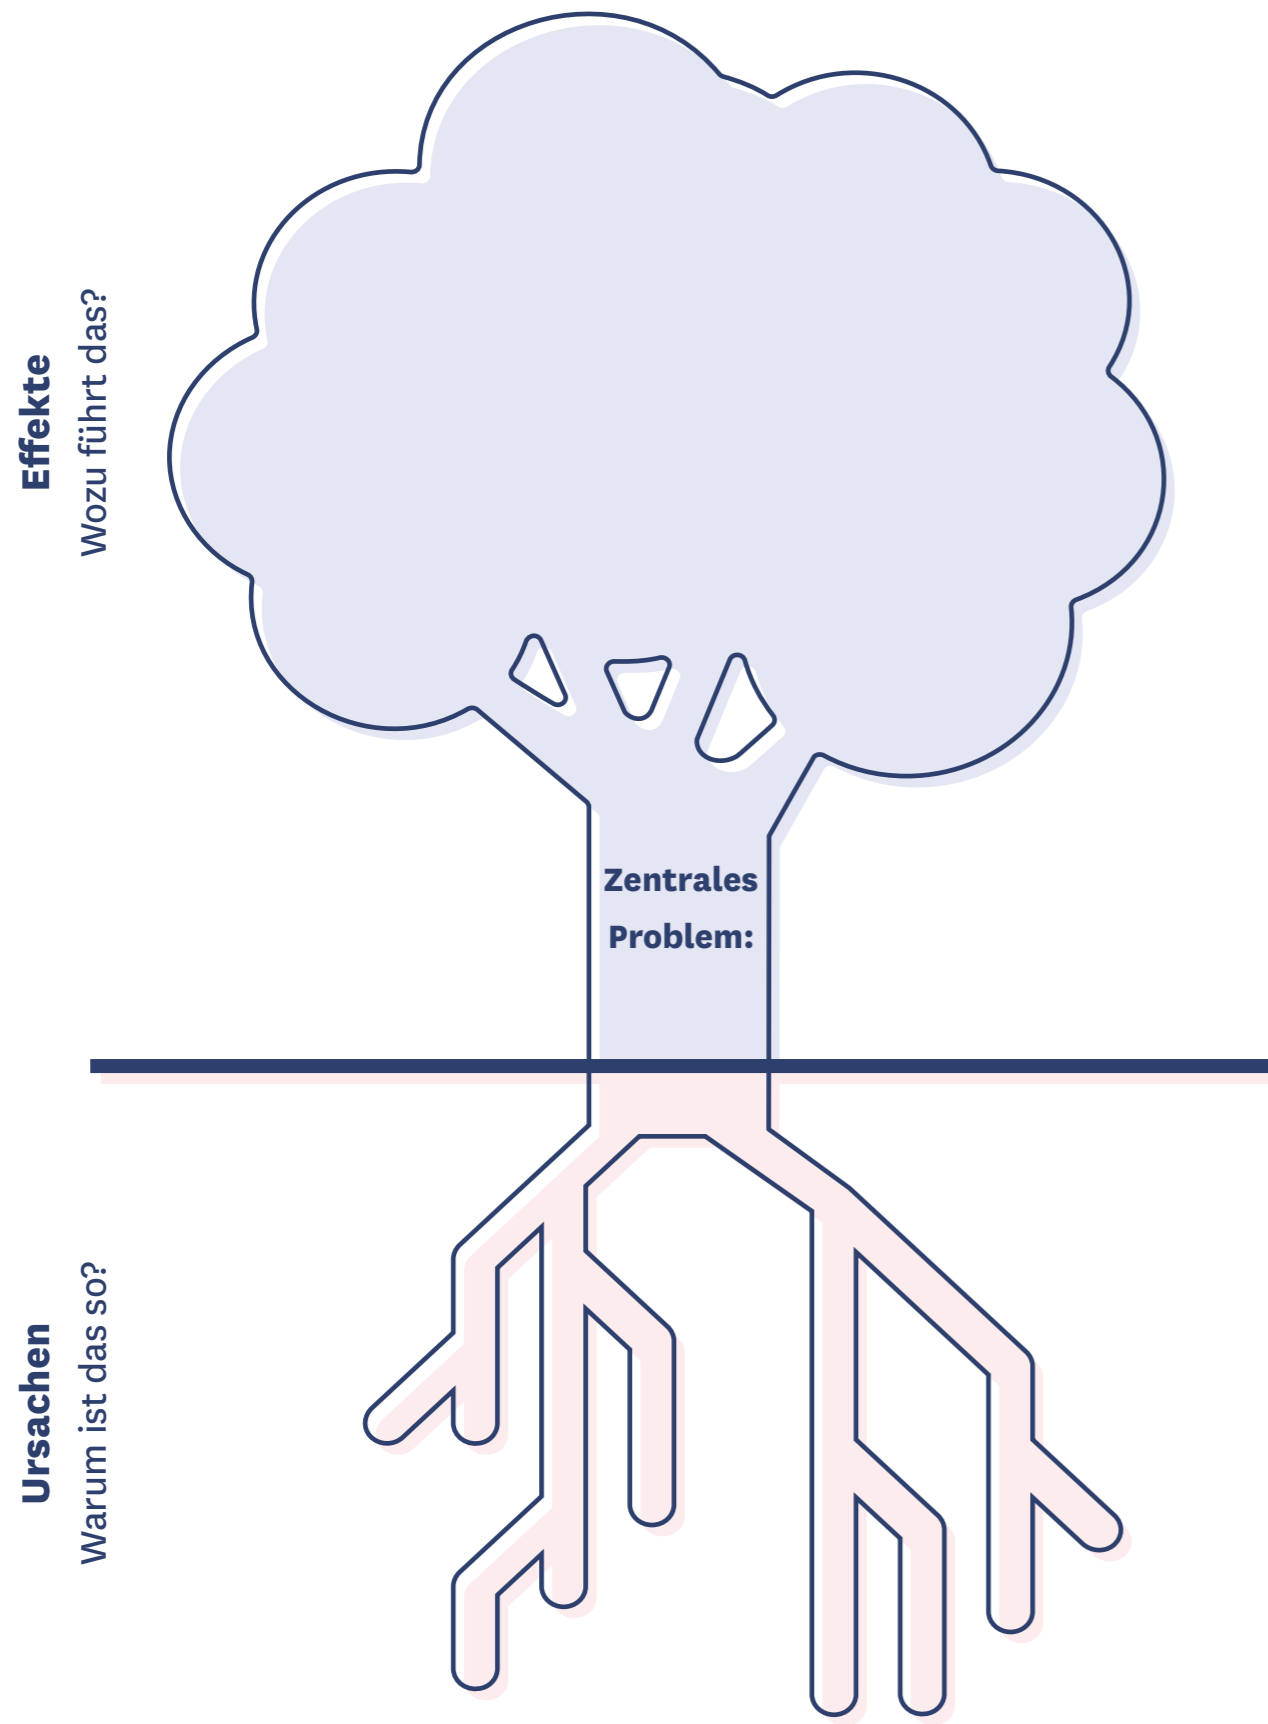 Effekte
Wozu führt das?
Zentrales
Problem:
Ursachen
Warum ist das so?